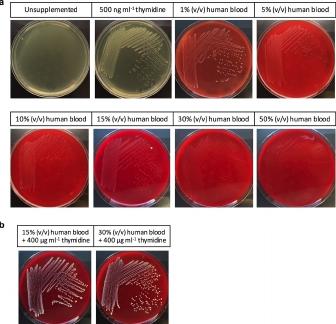 a
Unsupplemented
500 ng ml⁻¹ thymidine
1% (v/v) human blood
5% (v/v) human blood
10% (v/v) human blood
15% (v/v) human blood
30% (v/v) human blood
50% (v/v) human blood
b
15% (v/v) human blood
+ 400 µg ml⁻¹ thymidine
30% (v/v) human blood
+ 400 µg ml⁻¹ thymidine